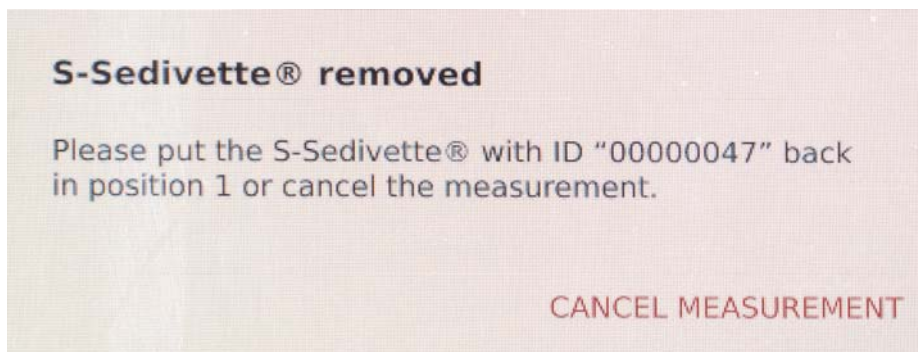 S-Sedivette® removed
Please put the S-Sedivette® with ID “00000047” back
in position 1 or cancel the measurement.
CANCEL MEASUREMENT